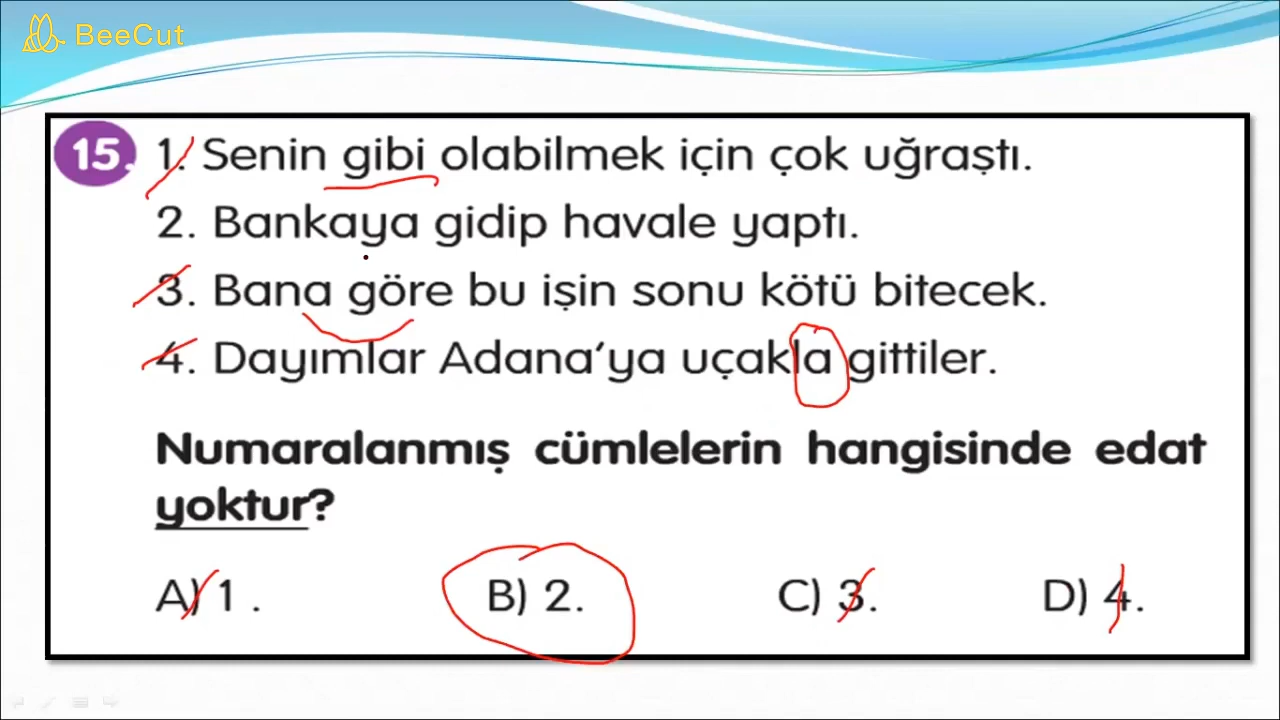 BeeCut
15. 1. Senin gibi olabilmek için çok uğraştı.
2. Bankaya gidip havale yaptı.
3. Bana göre bu işin sonu kötü bitecek.
4. Dayımlar Adana’ya uçakla gittiler.
Numaralanmış cümlelerin hangisinde edat
yoktur?
A) 1 . B) 2. C) 3. D) 4.